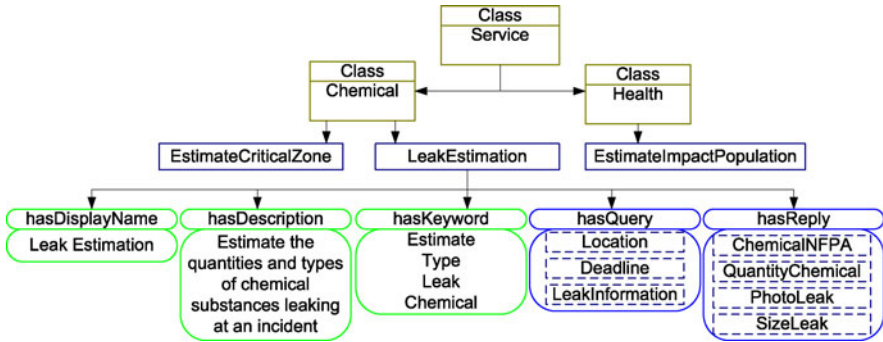 Class
Service
Class
Chemical
Class
Health
EstimateCriticalZone
LeakEstimation
EstimateImpactPopulation
hasDisplayName
Leak Estimation
hasDescription
Estimate the
quantities and types
of chemical
substances leaking
at an incident
hasKeyword
Estimate
Type
Leak
Chemical
hasQuery
Location
Deadline
LeakInformation
hasReply
ChemicalNFPA
QuantityChemical
PhotoLeak
SizeLeak